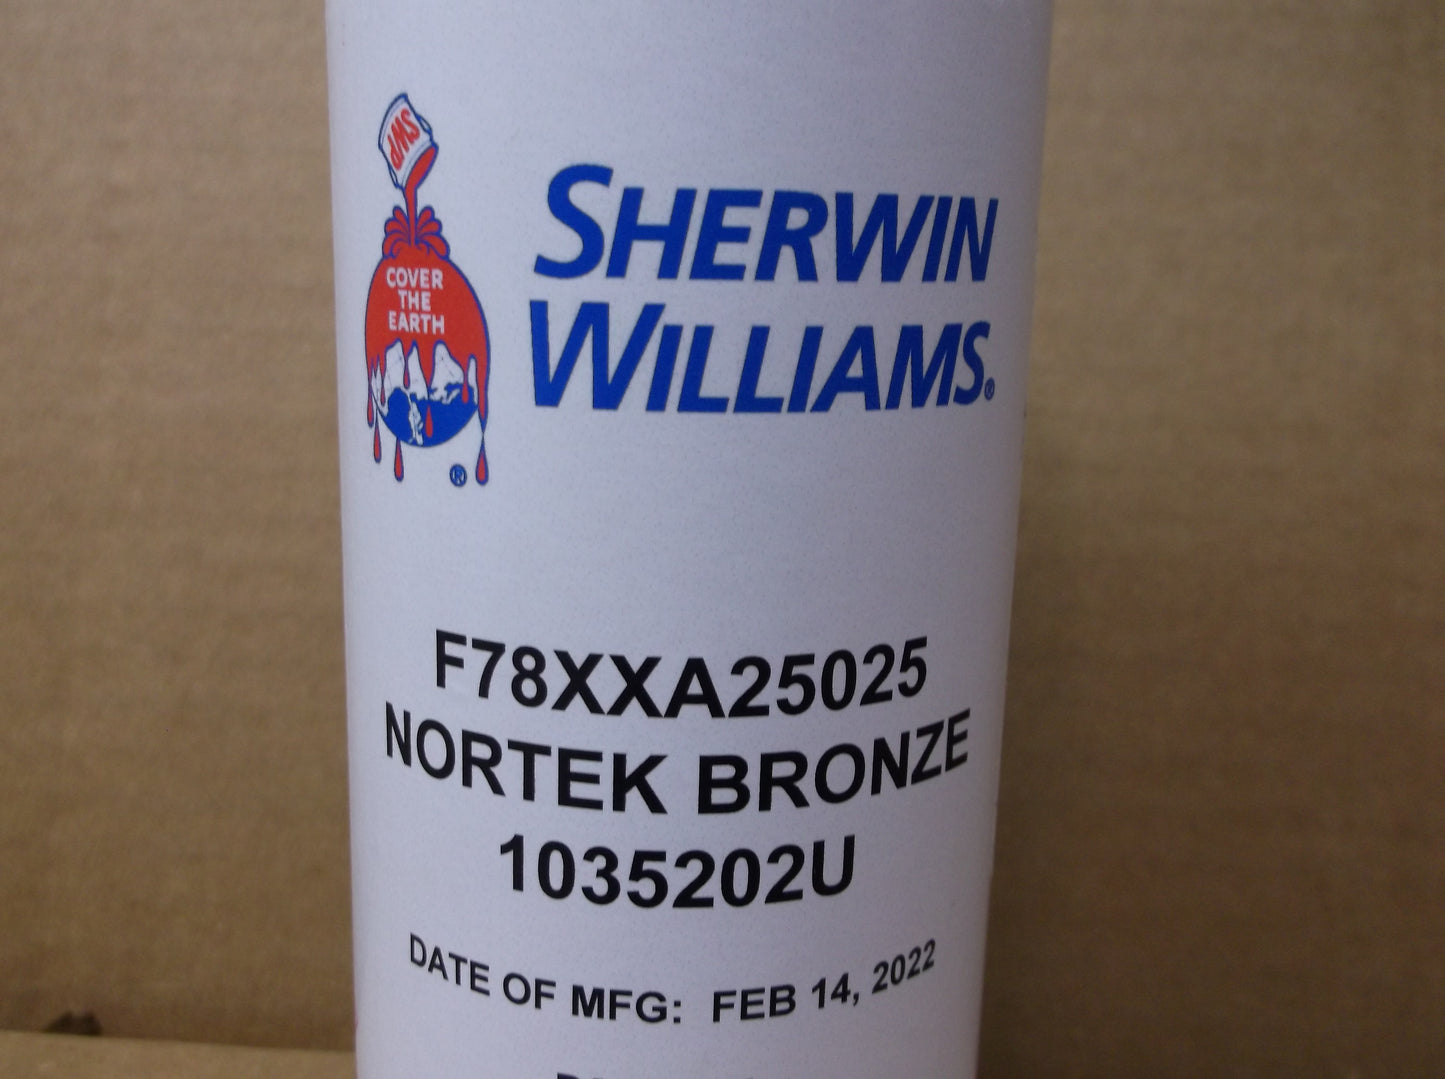 SWP
COVER
THE
EARTH
®
SHERWIN
WILLIAMS®
F78XXA25025
NORTEK BRONZE
1035202U
DATE OF MFG: FEB 14, 2022